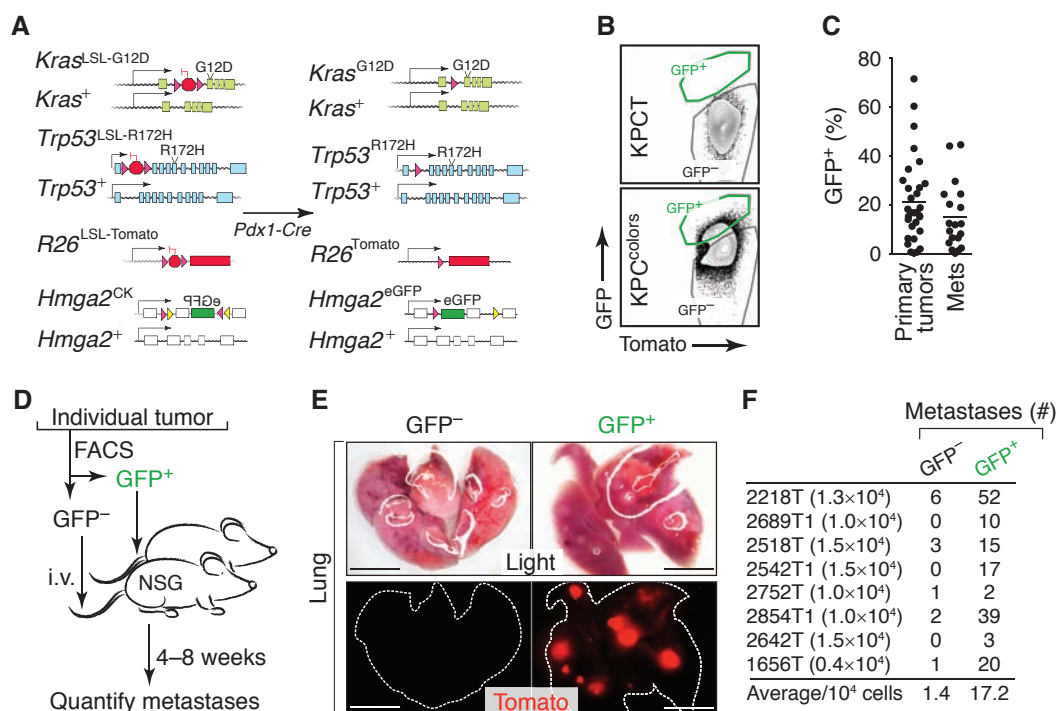 A
Kras^LSL-G12D
G12D
Kras^+
Trp53^LSL-R172H
R172H
Trp53^+
R26^LSL-Tomato
Hmga2^CK
eGFP
Hmga2^+
Pdx1-Cre
Kras^G12D
G12D
Kras^+
Trp53^R172H
R172H
Trp53^+
R26^Tomato
Hmga2^eGFP
eGFP
Hmga2^+
B
KPCT
GFP^+
GFP^−
KPC^colors
GFP^+
GFP^−
GFP
Tomato
C
GFP^+ (%)
80
60
40
20
0
Primary
tumors
Mets
D
Individual tumor
FACS
GFP^+
GFP^−
i.v.
NSG
4–8 weeks
Quantify metastases
E
GFP^− GFP^+
Lung
Light
Tomato
F
Metastases (#)
GFP^− GFP^+
2218T (1.3×10^4) 6 52
2689T1 (1.0×10^4) 0 10
2518T (1.5×10^4) 3 15
2542T1 (1.5×10^4) 0 17
2752T (1.0×10^4) 1 2
2854T1 (1.0×10^4) 2 39
2642T (1.5×10^4) 0 3
1656T (0.4×10^4) 1 20
Average/10^4 cells 1.4 17.2